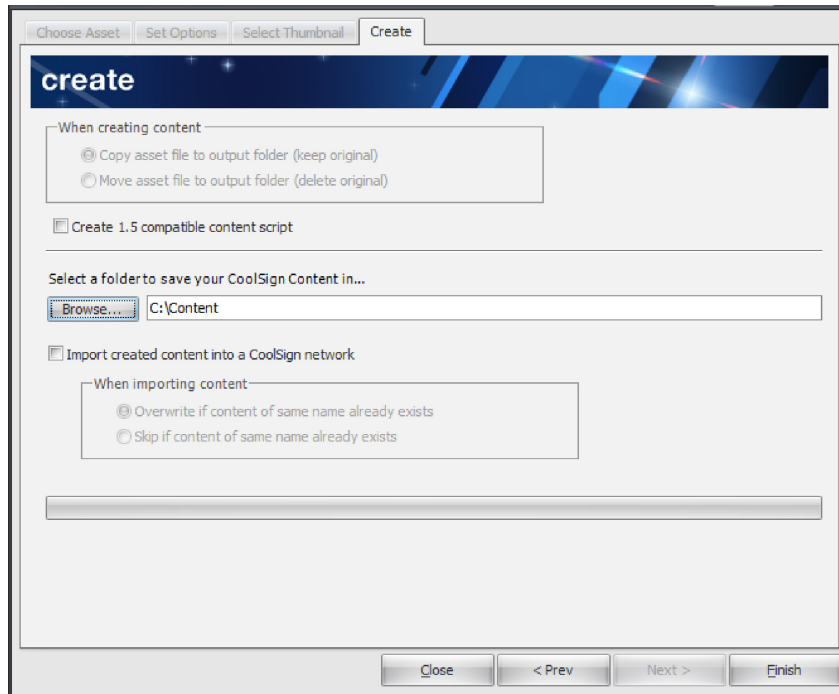 Choose Asset Set Options Select Thumbnail Create
create
When creating content
Copy asset file to output folder (keep original)
Move asset file to output folder (delete original)
Create 1.5 compatible content script
Select a folder to save your CoolSign Content in...
Browse... C:\Content
Import created content into a CoolSign network
When importing content
Overwrite if content of same name already exists
Skip if content of same name already exists
Close < Prev Next > Finish